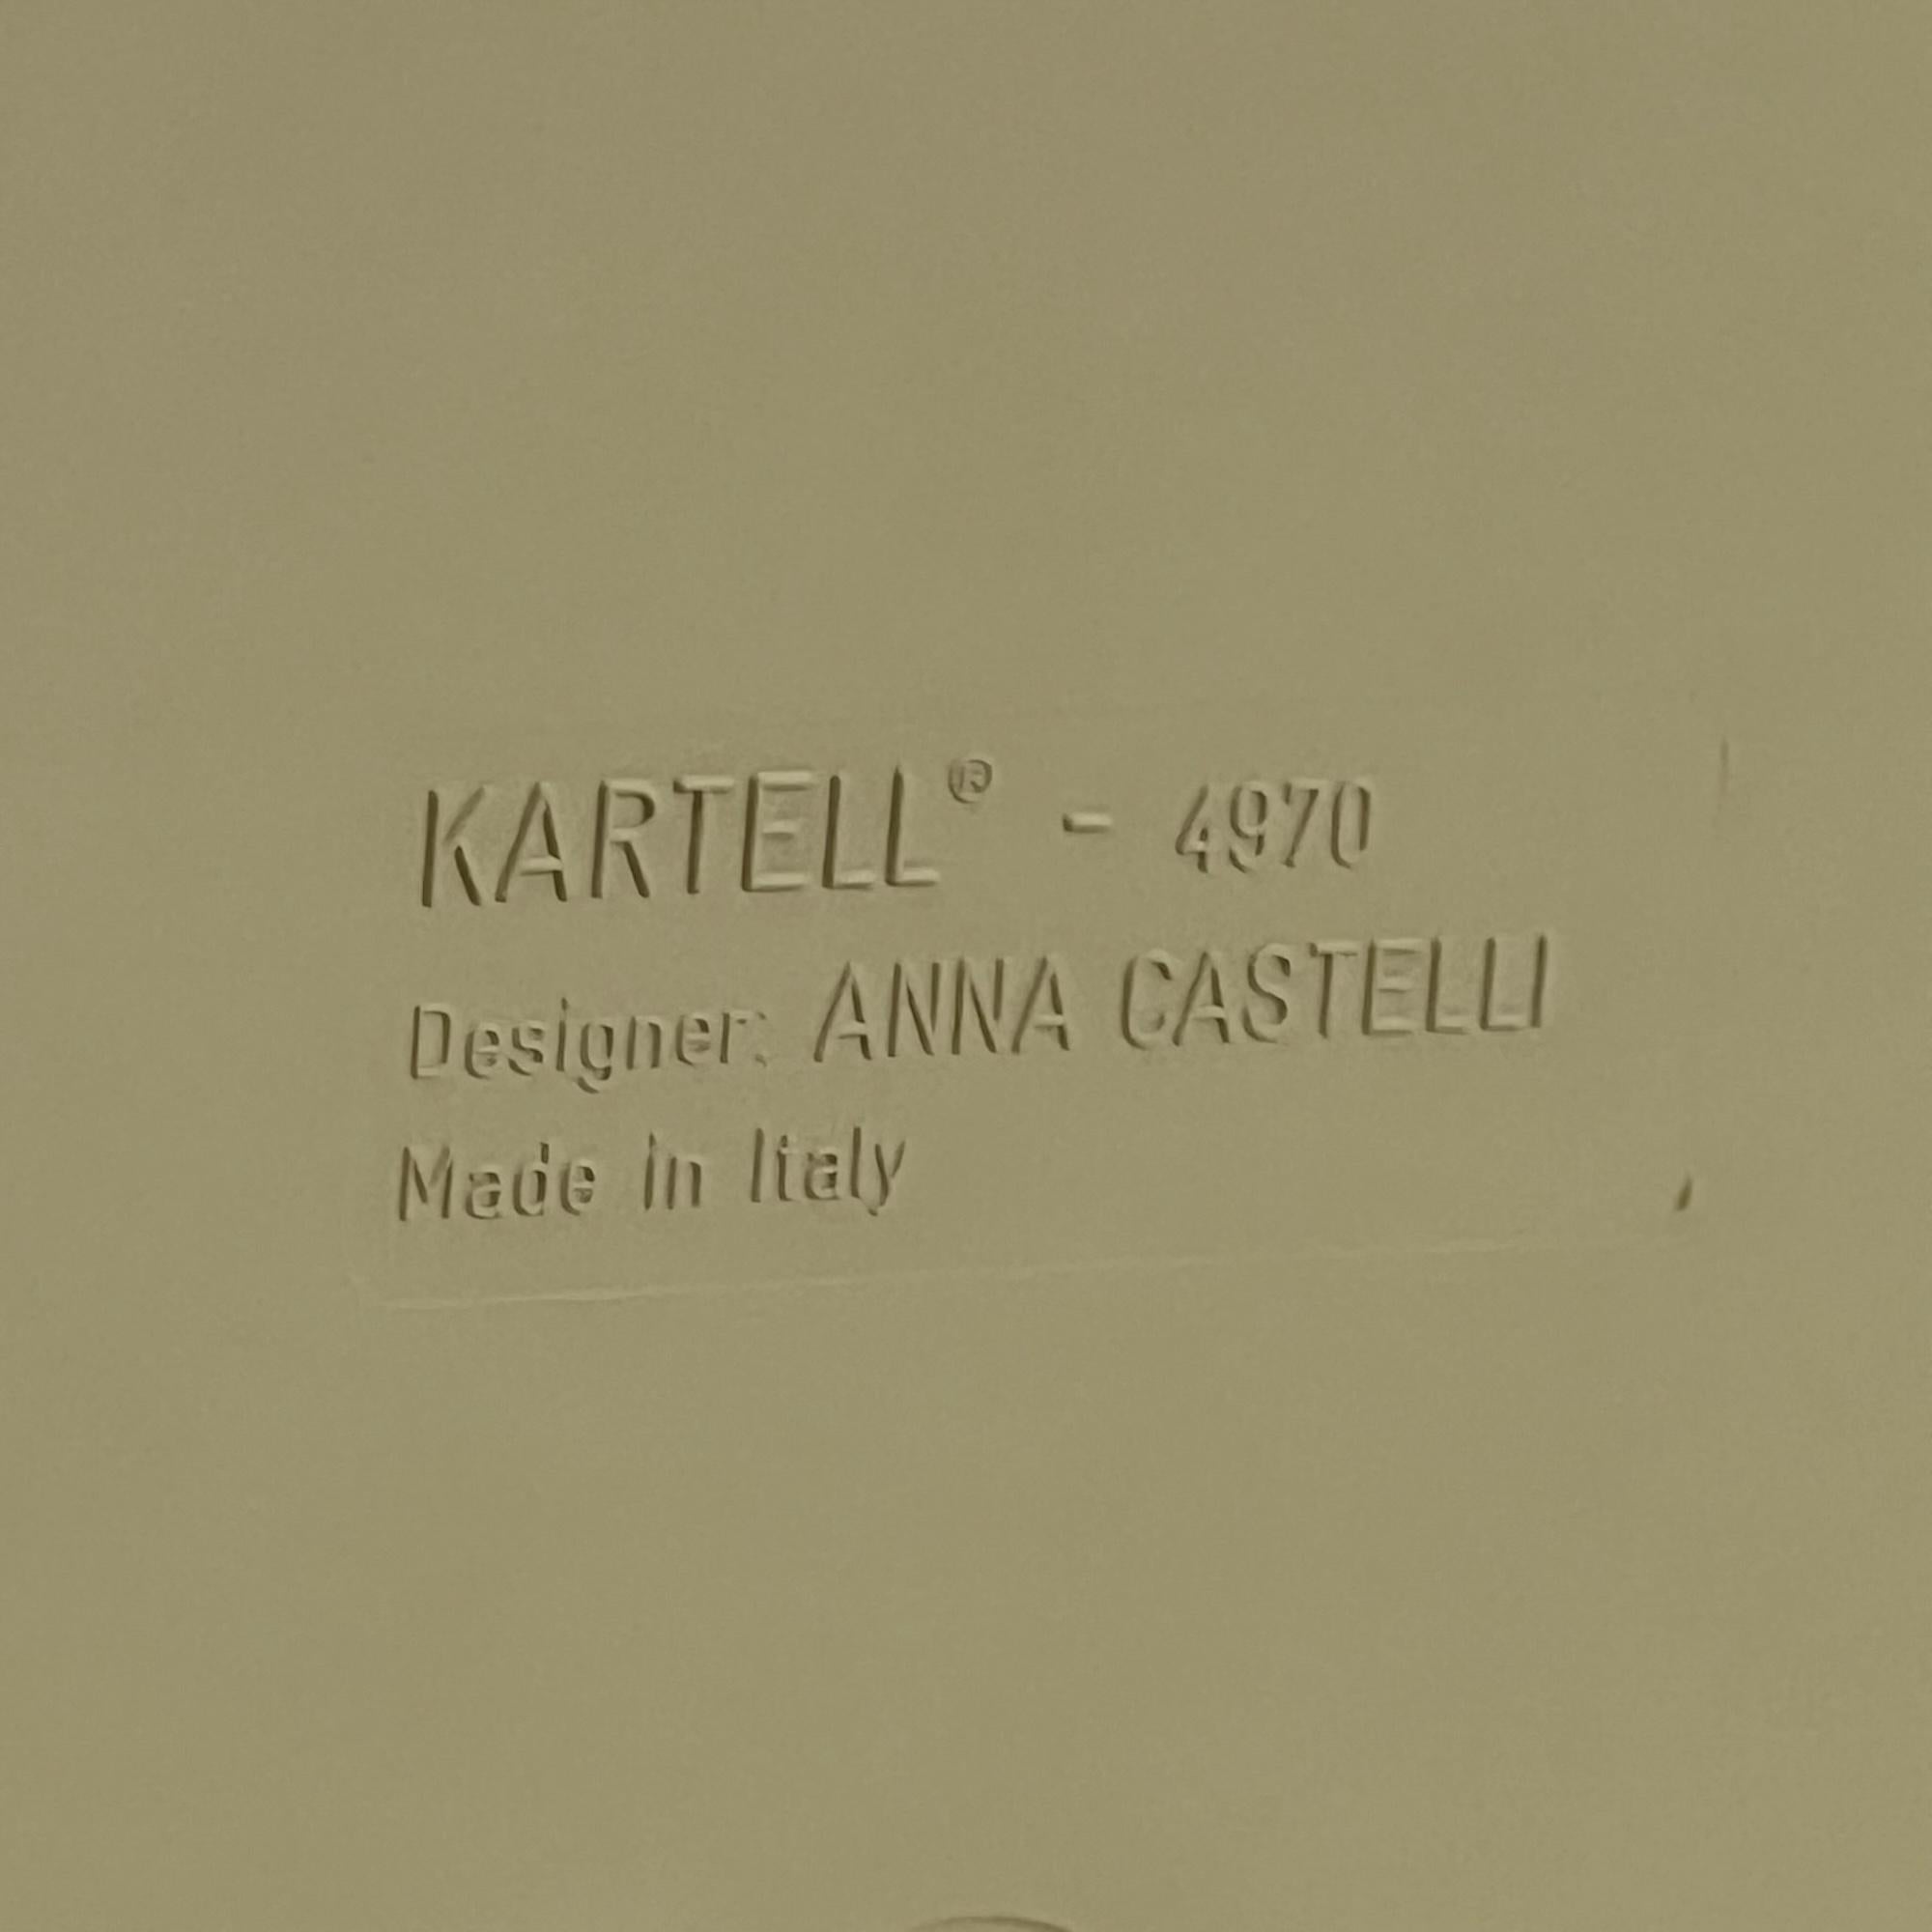 KARTELL® - 4970
Designer: ANNA CASTELLI
Made in Italy